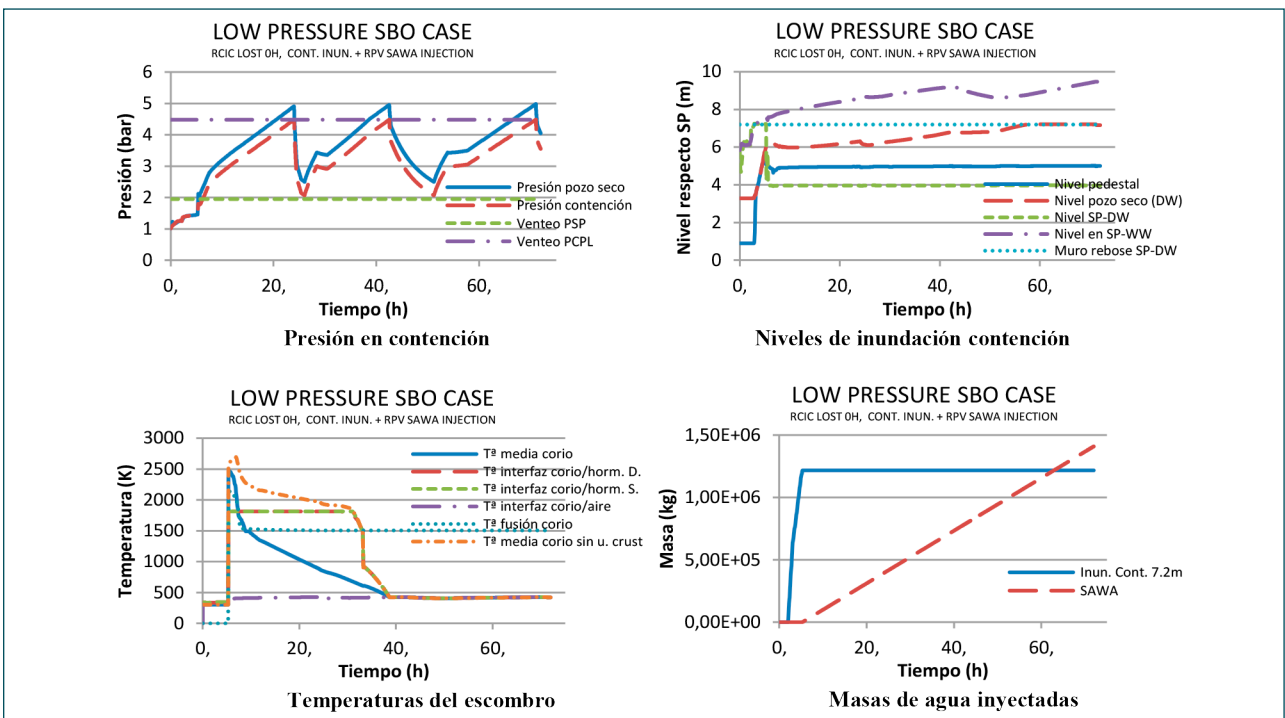 LOW PRESSURE SBO CASE
RCIC LOST 0H, CONT. INUN. + RPV SAWA INJECTION
6
5
4
3
2
1
0
Presión (bar)
Presión pozo seco
Presión contención
Venteo PSP
Venteo PCPL
0, 20, 40, 60,
Tiempo (h)
Presión en contención
LOW PRESSURE SBO CASE
RCIC LOST 0H, CONT. INUN. + RPV SAWA INJECTION
10
8
6
4
2
0
Nivel respecto SP (m)
Nivel pedestal
Nivel pozo seco (DW)
Nivel SP-DW
Nivel en SP-WW
Muro rebose SP-DW
0, 20, 40, 60,
Tiempo (h)
Niveles de inundación contención
LOW PRESSURE SBO CASE
RCIC LOST 0H, CONT. INUN. + RPV SAWA INJECTION
3000
2500
2000
1500
1000
500
0
Temperatura (K)
Tª media corio
Tª interfaz corio/horm. D.
Tª interfaz corio/horm. S.
Tª interfaz corio/aire
Tª fusión corio
Tª media corio sin u. crust
0, 20, 40, 60,
Tiempo (h)
Temperaturas del escombro
LOW PRESSURE SBO CASE
RCIC LOST 0H, CONT. INUN. + RPV SAWA INJECTION
1,50E+06
1,00E+06
5,00E+05
0,00E+00
Masa (kg)
Inun. Cont. 7.2m
SAWA
0, 20, 40, 60,
Tiempo (h)
Masas de agua inyectadas